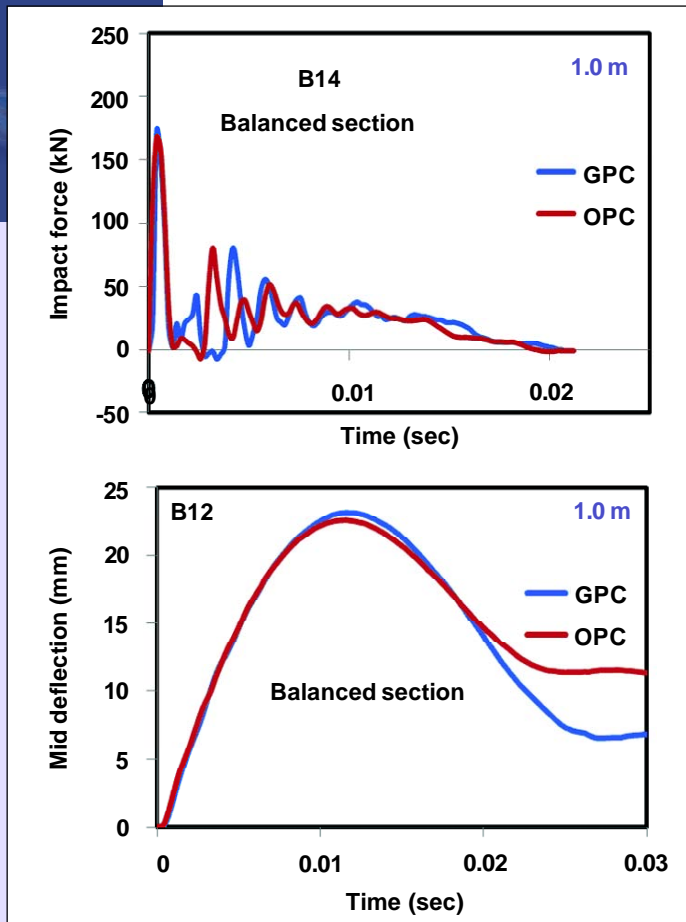 250
200
150
100
50
0
-50
Impact force (kN)
B14
Balanced section
1.0 m
GPC
OPC
0
0
0.01
0.02
Time (sec)
25
20
15
10
5
0
Mid deflection (mm)
B12
1.0 m
GPC
OPC
Balanced section
0
0.01
0.02
0.03
Time (sec)